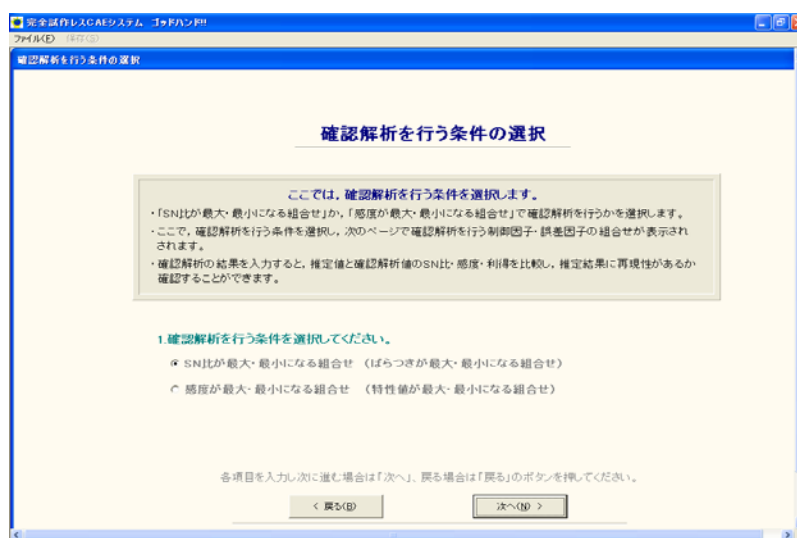 完全試作レスCAEシステム ゴッドハンド!!
ファイル(F) 保存(S)
確認解析を行う条件の選択
確認解析を行う条件の選択
ここでは，確認解析を行う条件を選択します。
・「SN比が最大・最小になる組合せ」か，「感度が最大・最小になる組合せ」で確認解析を行うかを選択します。
・ここで，確認解析を行う条件を選択し，次のページで確認解析を行う制御因子・誤差因子の組合せが表示され
されます。
・確認解析の結果を入力すると，推定値と確認解析値のSN比・感度・利得を比較し，推定結果に再現性があるか
確認することができます。
1.確認解析を行う条件を選択してください。
SN比が最大・最小になる組合せ （ばらつきが最大・最小になる組合せ）
感度が最大・最小になる組合せ （特性値が最大・最小になる組合せ）
各項目を入力し次に進む場合は「次へ」、戻る場合は「戻る」のボタンを押してください。
< 戻る(B)
次へ(N) >